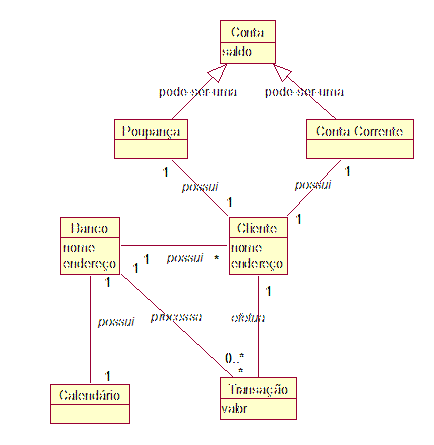 Conta
saldo
pode-ser-uma
pode-ser-uma
Poupança
Conta Corrente
1
1
possui
possui
1
1
Banco
nome
endereço
Cliente
nome
endereço
possui
1
*
1
1
1
possui
processa
efetua
0..*
*
1
Calendário
Transação
valor